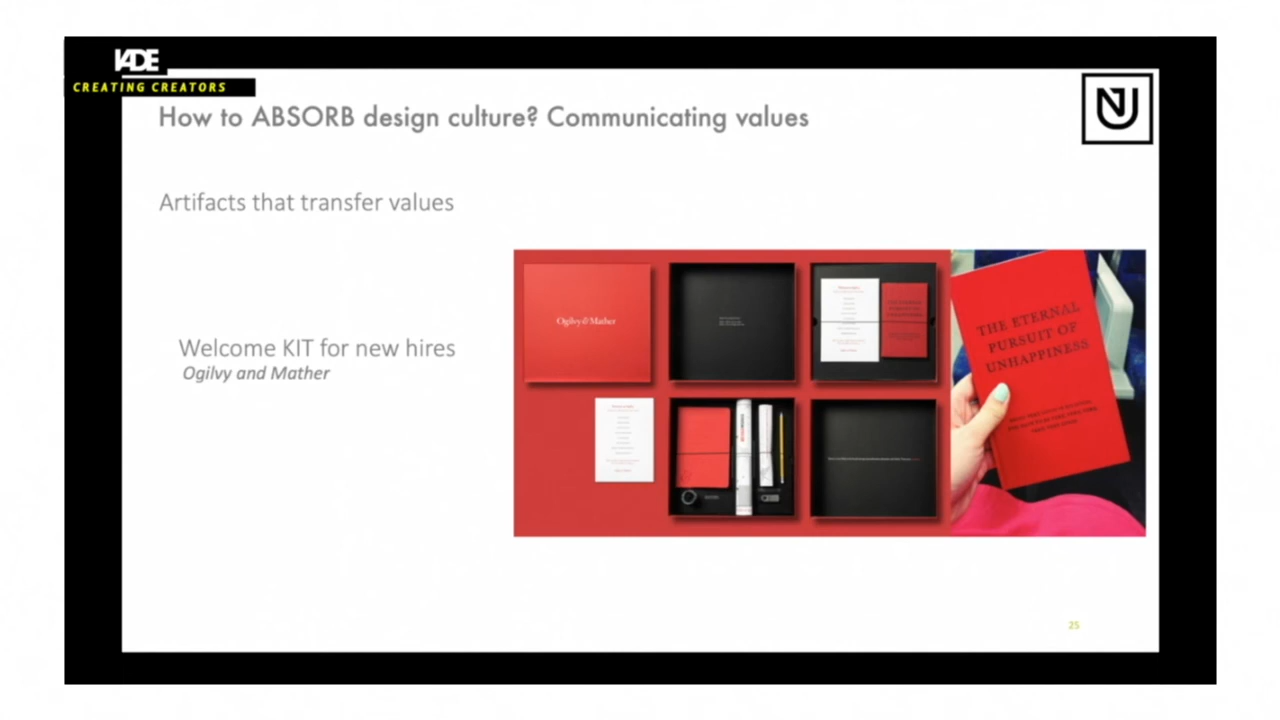 IADE
CREATING CREATORS
How to ABSORB design culture? Communicating values
Artifacts that transfer values
Welcome KIT for new hires
Ogilvy and Mather
Ogilvy & Mather
THE ETERNAL
PURSUIT OF
UNHAPPINESS
25